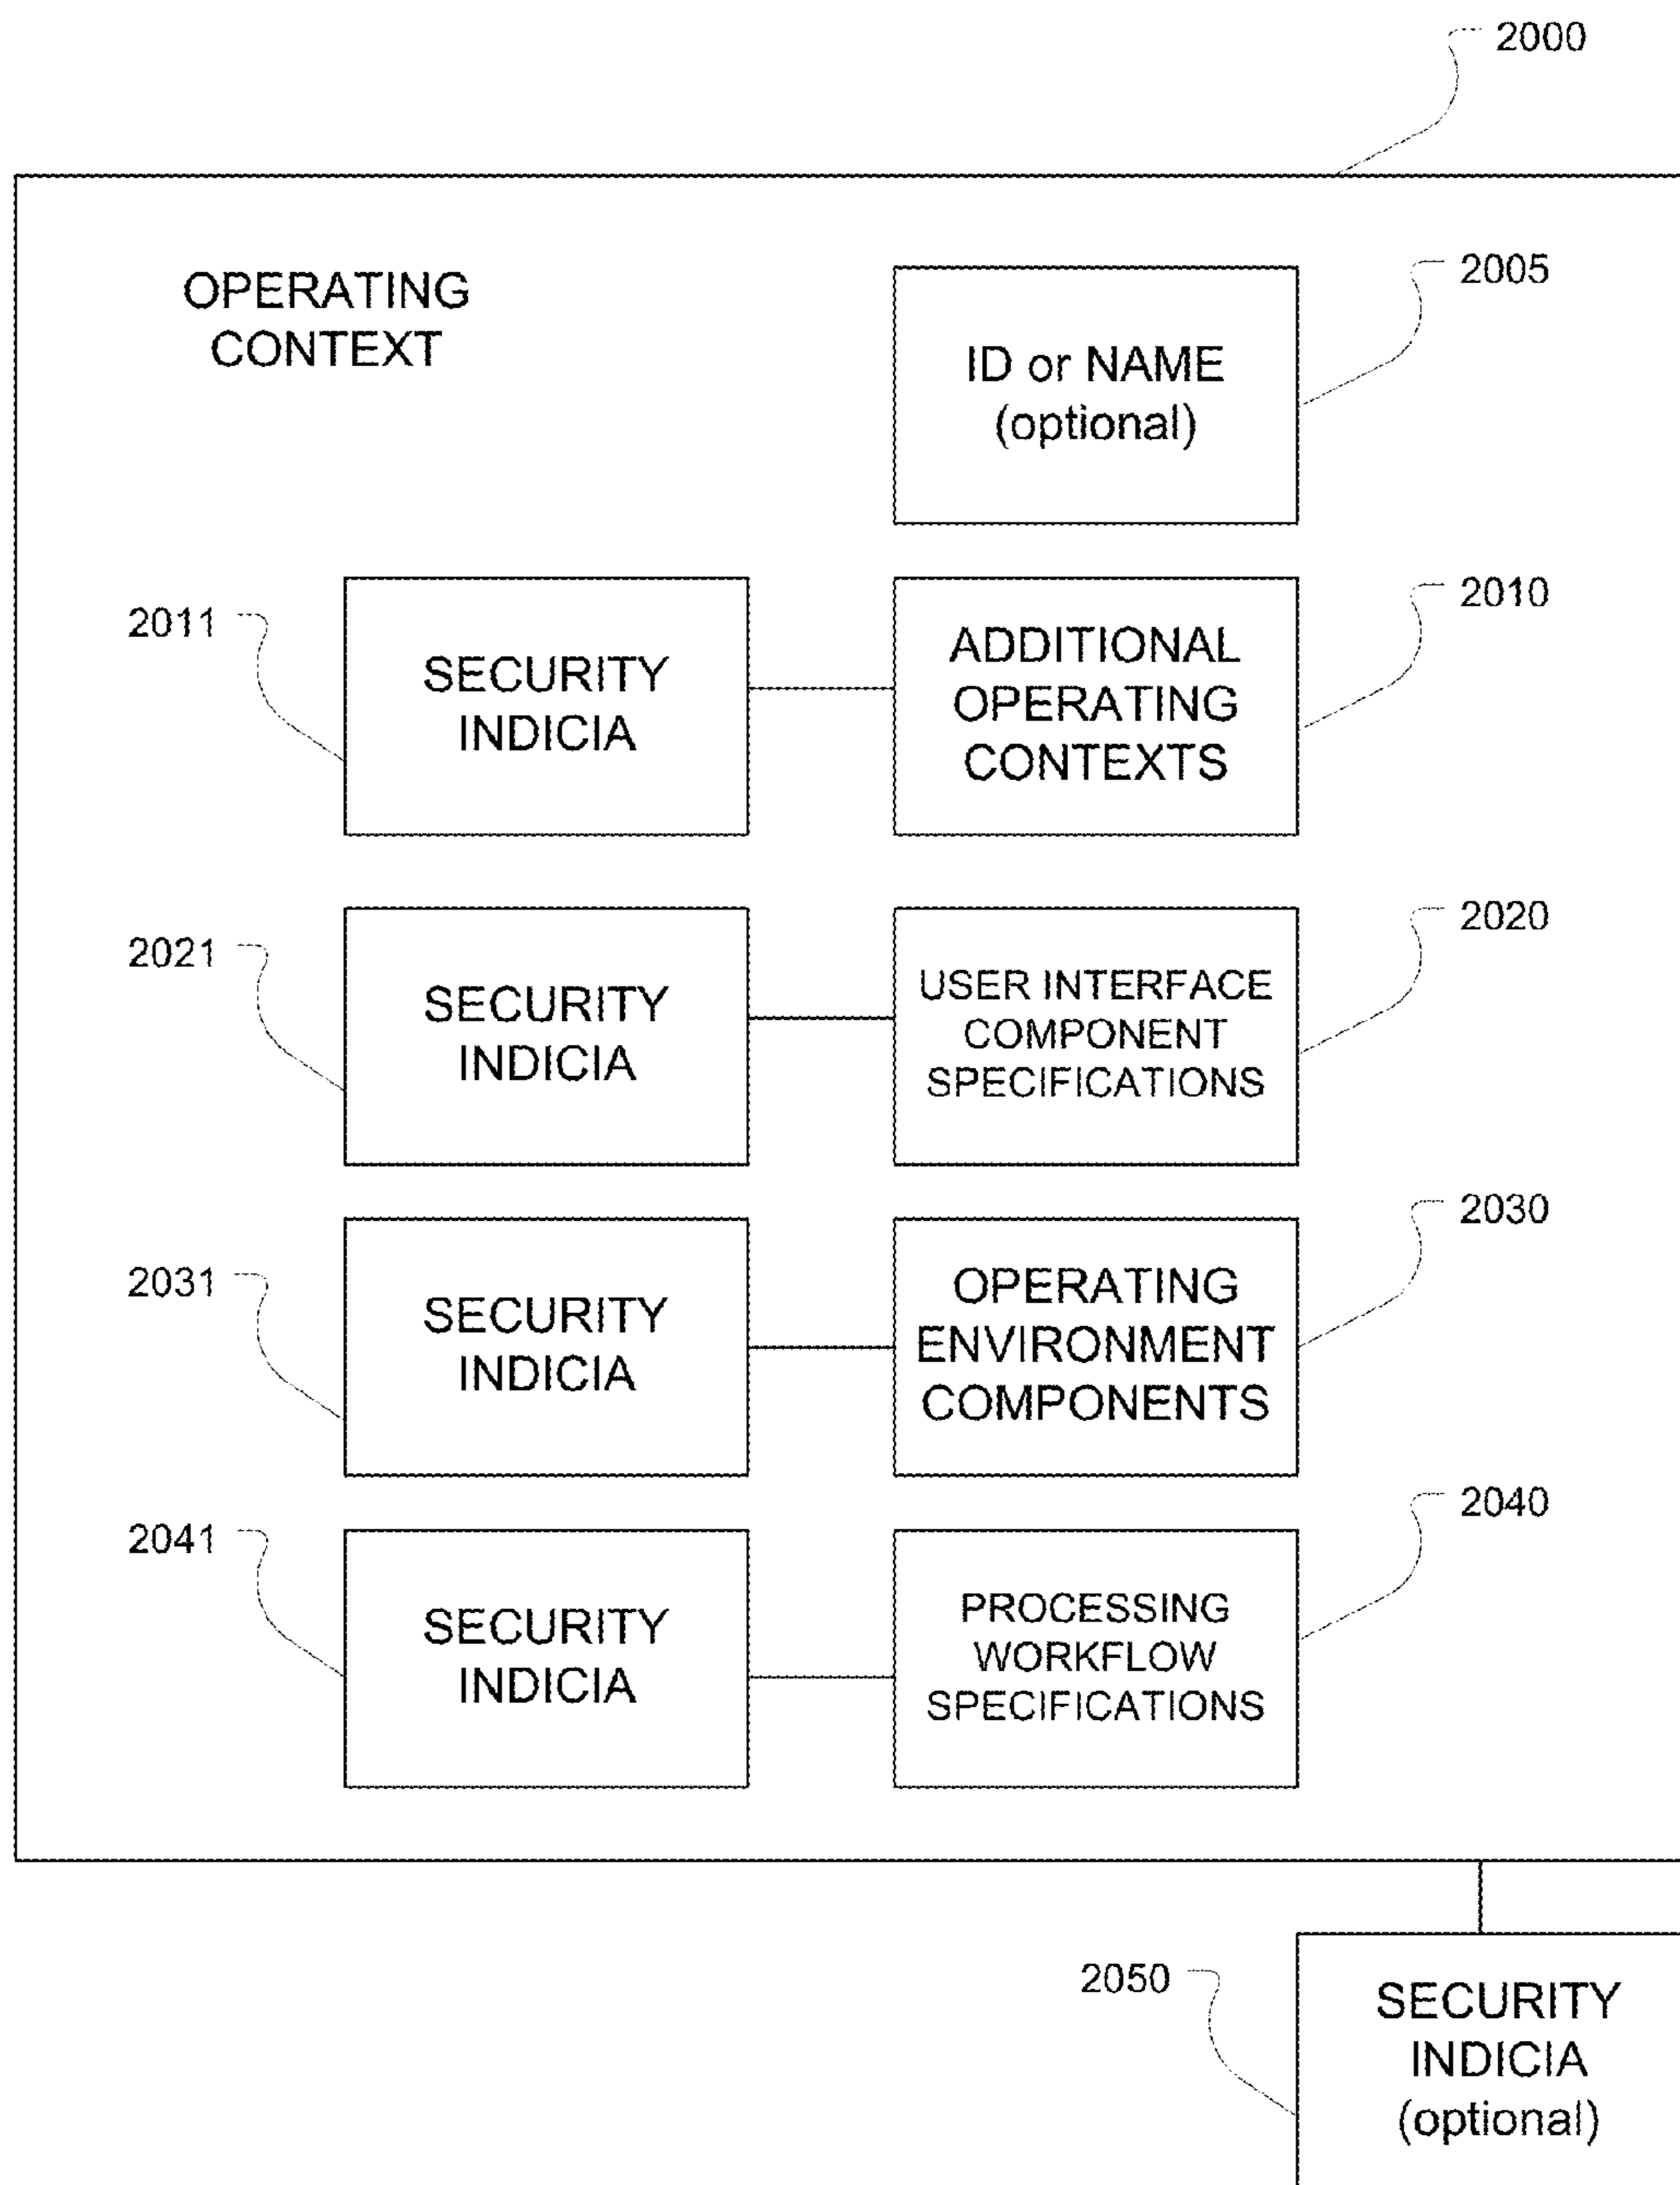 2000
OPERATING
CONTEXT
2005
ID or NAME
(optional)
2011
SECURITY
INDICIA
2010
ADDITIONAL
OPERATING
CONTEXTS
2021
SECURITY
INDICIA
2020
USER INTERFACE
COMPONENT
SPECIFICATIONS
2031
SECURITY
INDICIA
2030
OPERATING
ENVIRONMENT
COMPONENTS
2041
SECURITY
INDICIA
2040
PROCESSING
WORKFLOW
SPECIFICATIONS
2050
SECURITY
INDICIA
(optional)